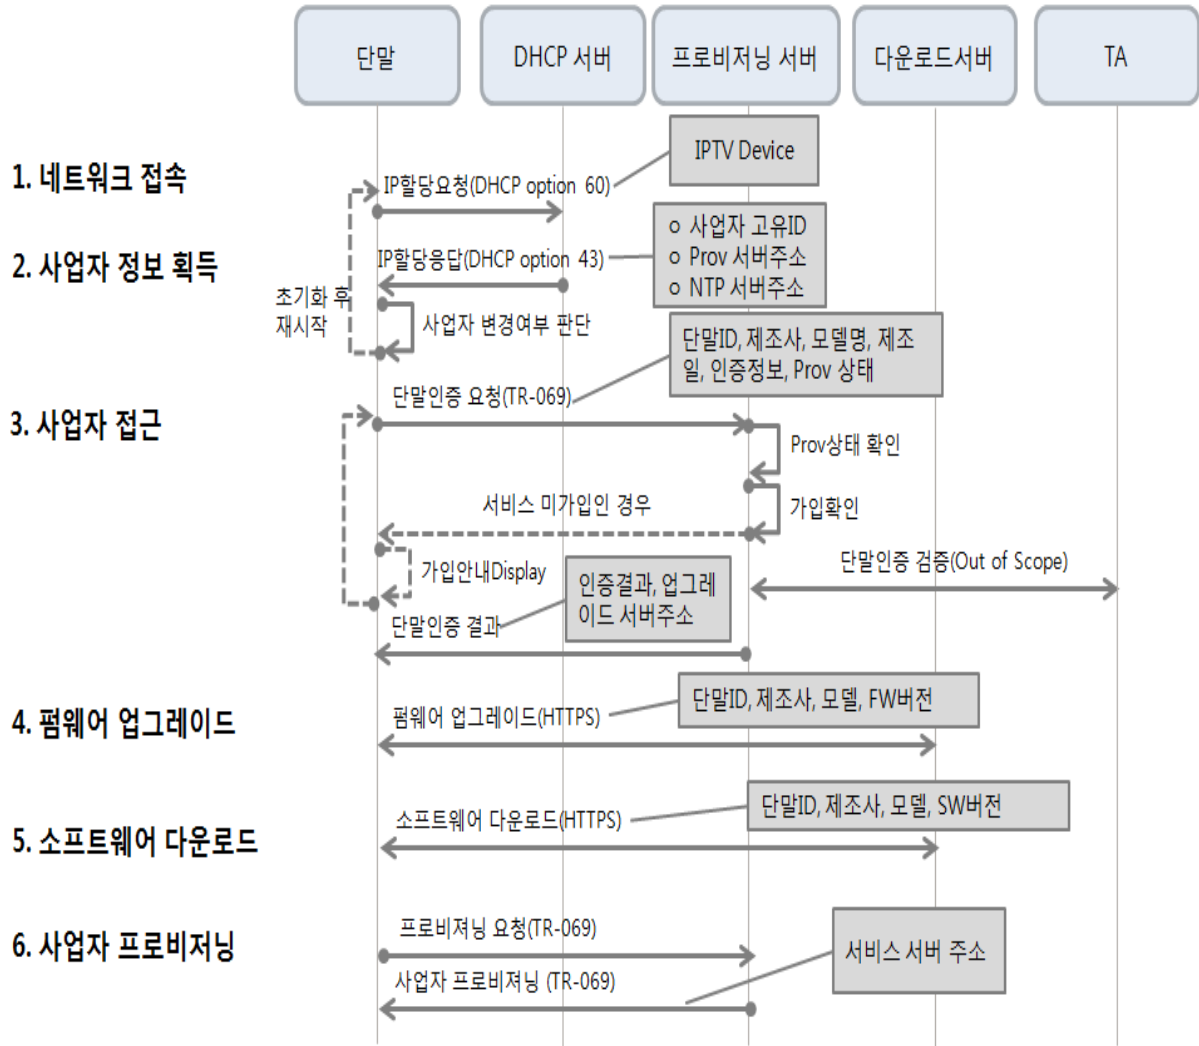 단말
DHCP 서버
프로비저닝 서버
다운로드서버
TA
IPTV Device
1. 네트워크 접속
IP할당요청(DHCP option 60)
○ 사업자 고유ID
○ Prov 서버주소
○ NTP 서버주소
2. 사업자 정보 획득
IP할당응답(DHCP option 43)
초기화 후
재시작
사업자 변경여부 판단
단말ID, 제조사, 모델명, 제조
일, 인증정보, Prov 상태
단말인증 요청(TR-069)
3. 사업자 접근
Prov상태 확인
서비스 미가입인 경우
가입확인
단말인증 검증(Out of Scope)
가입안내Display
인증결과, 업그레
이드 서버주소
단말인증 결과
4. 펌웨어 업그레이드
펌웨어 업그레이드(HTTPS)
단말ID, 제조사, 모델, FW버전
5. 소프트웨어 다운로드
소프트웨어 다운로드(HTTPS)
단말ID, 제조사, 모델, SW버전
6. 사업자 프로비저닝
프로비져닝 요청(TR-069)
서비스 서버 주소
사업자 프로비져닝 (TR-069)